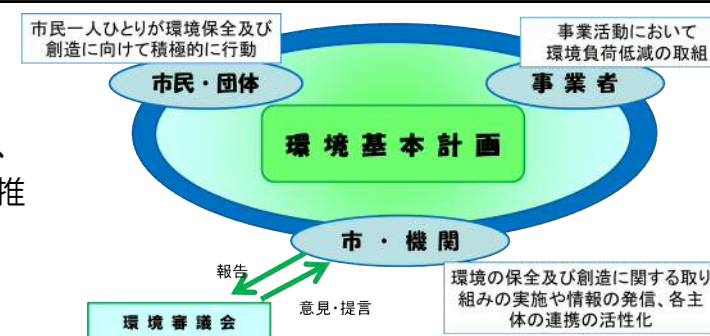 市民一人ひとりが環境保全及び
創造に向けて積極的に行動
事業活動において
環境負荷低減の取組
市民・団体
事業者
環境基本計画
、
推
市・機関
報告
意見・提言
環境の保全及び創造に関する取り
組みの実施や情報の発信、各主
体の連携の活性化
環境審議会